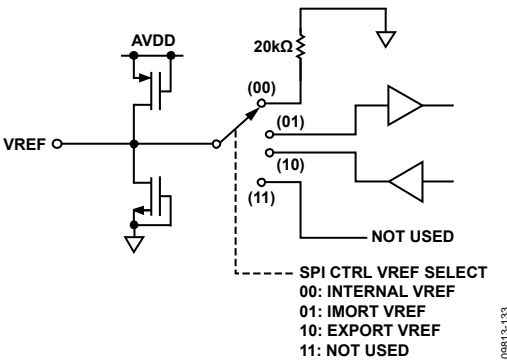 AVDD
20kΩ
(00)
VREF
(01)
(10)
(11)
NOT USED
SPI CTRL VREF SELECT
00: INTERNAL VREF
01: IMORT VREF
10: EXPORT VREF
11: NOT USED
09813-133